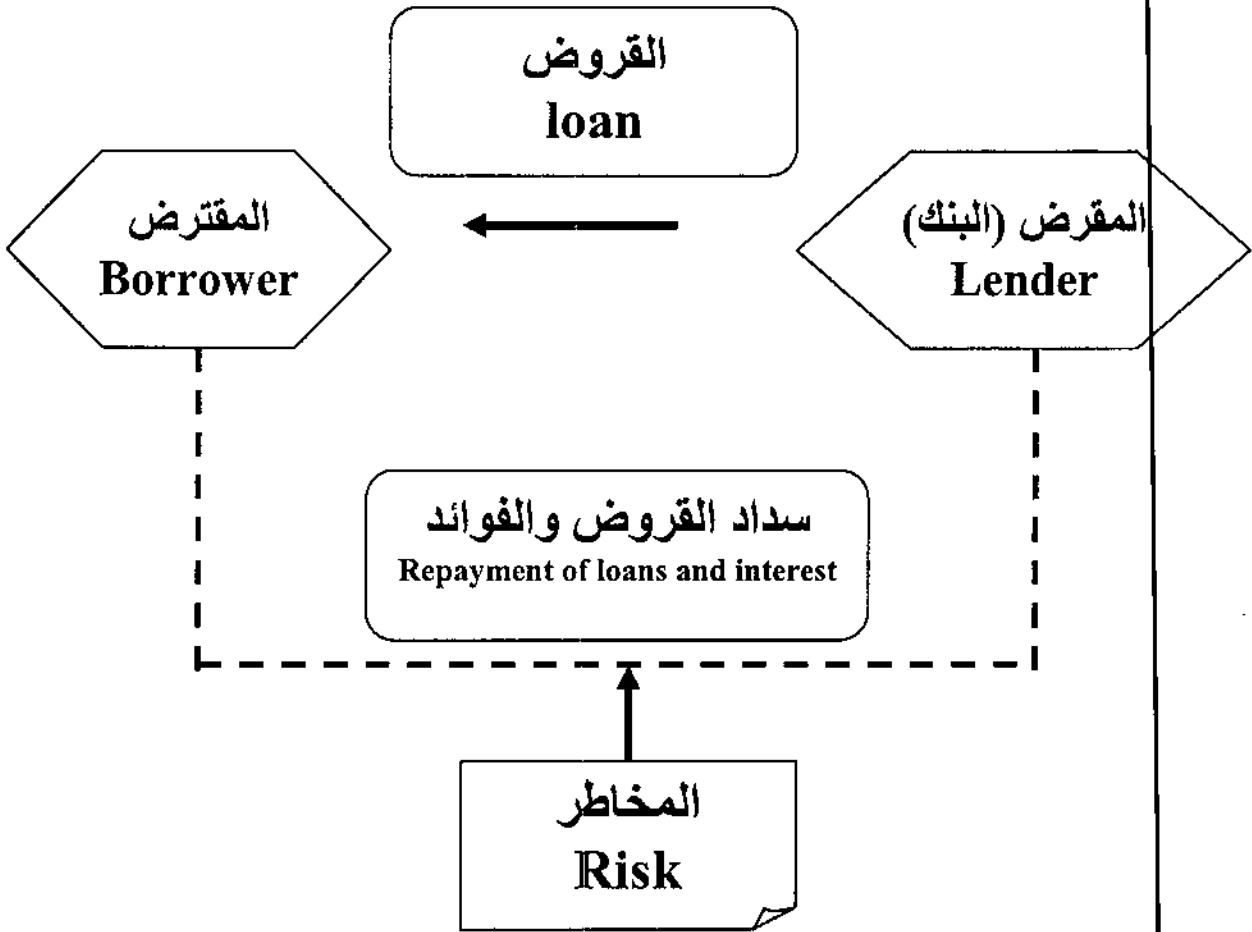 القروض
loan
المقرض (البنك)
Lender
المقترض
Borrower
سداد القروض والفوائد
Repayment of loans and interest
المخاطر
Risk